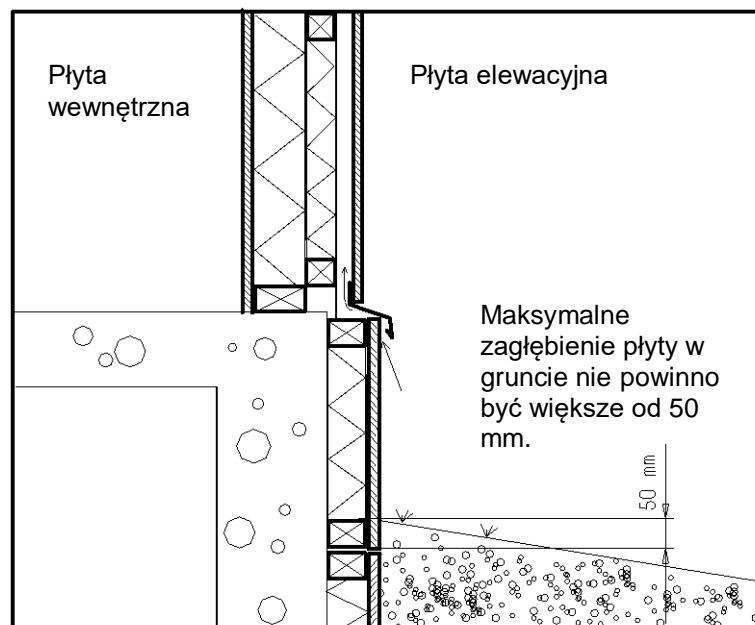 Płyta
wewnętrzna
Płyta elewacyjna
Maksymalne
zagłębienie płyty w
gruncie nie powinno
być większe od 50
mm.
50 mm